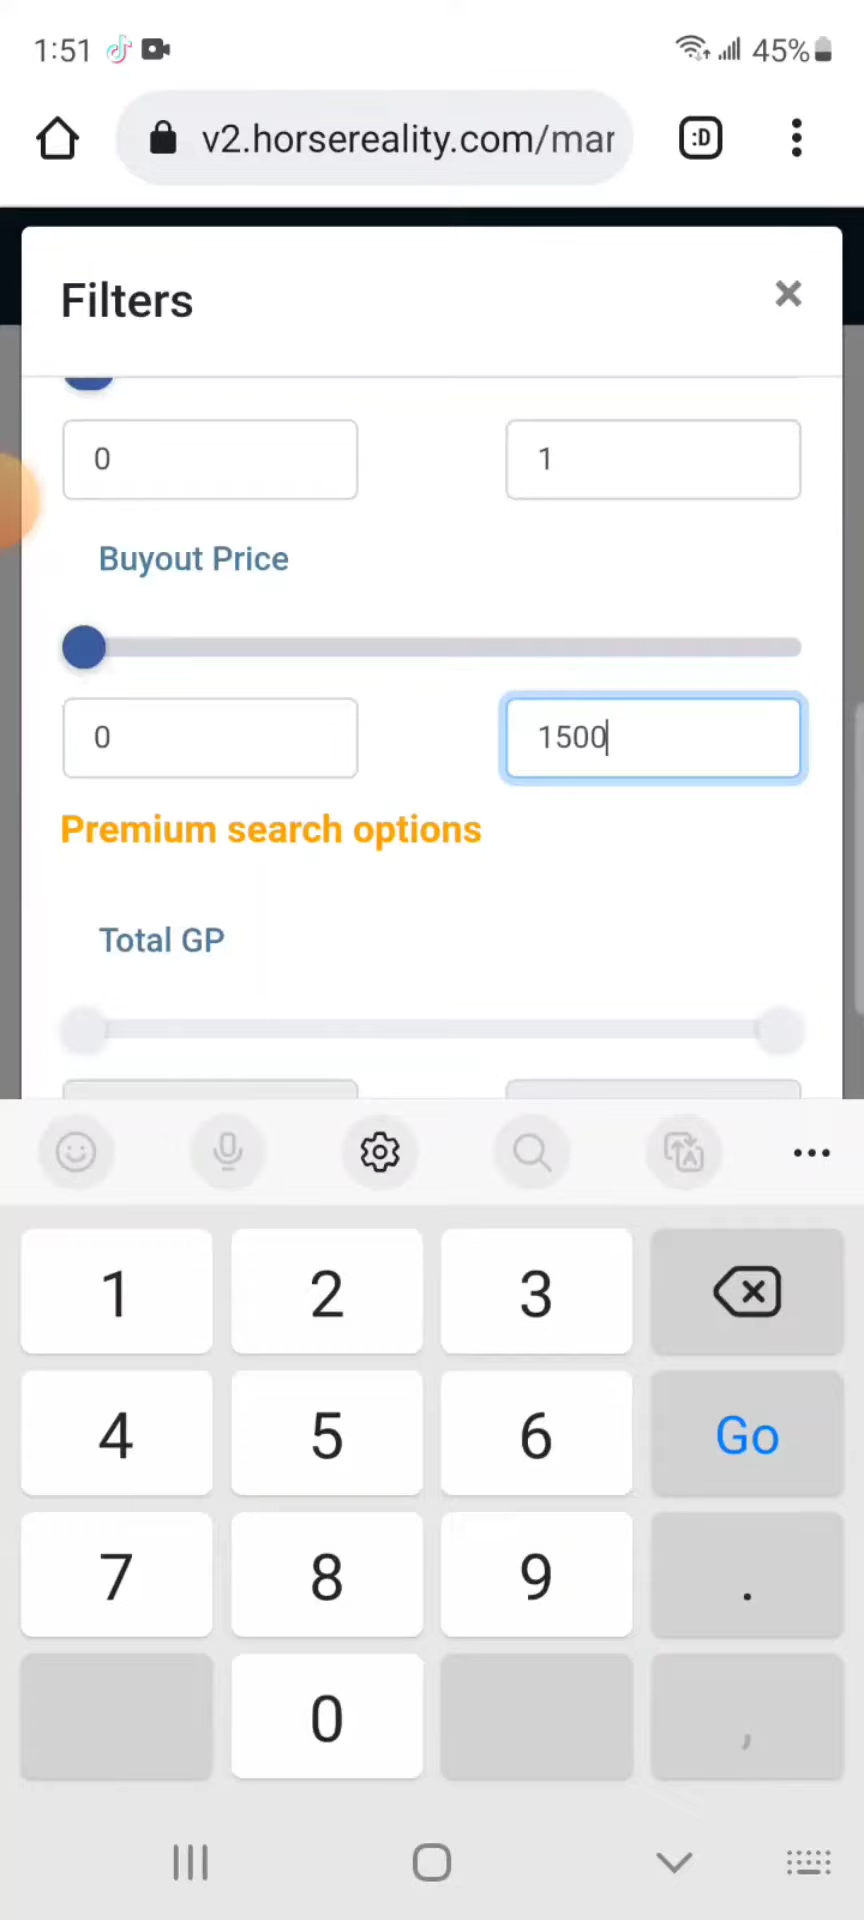 1:51 45%
v2.horsereality.com/mar :D
Filters
0 1
Buyout Price
0 1500
Premium search options
Total GP
1 2 3
4 5 6 Go
7 8 9 .
0 ,